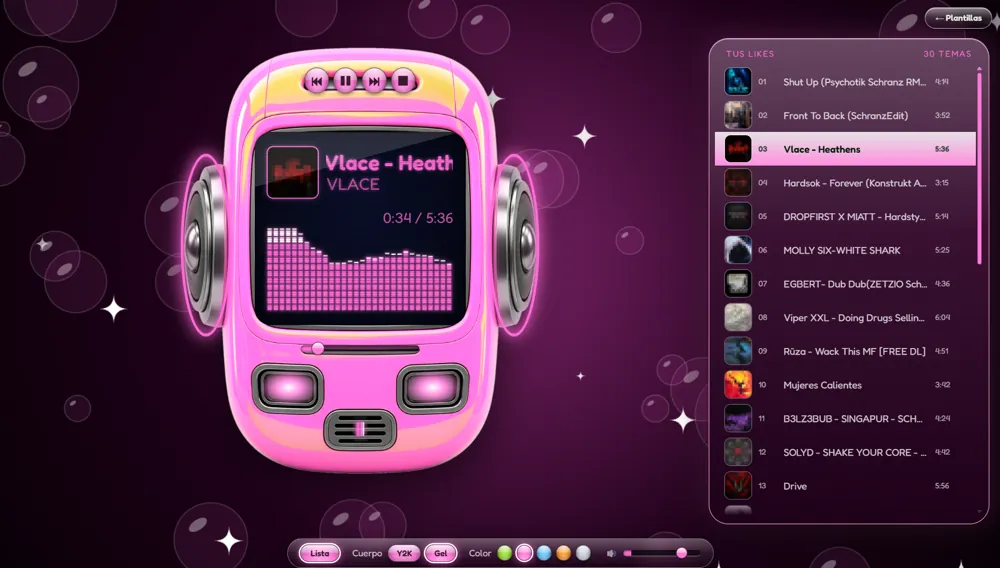 ← Plantillas
TUS LIKES 30 TEMAS
Vlace - Heath
VLACE
0:34 / 5:36
01 Shut Up (Psychotik Schranz RM... 4:14
02 Front To Back (SchranzEdit) 3:52
03 Vlace - Heathens 5:36
04 Hardsok - Forever (Konstrukt A... 3:15
05 DROPFIRST X MIATT - Hardsty... 5:14
06 MOLLY SIX-WHITE SHARK 5:25
07 EGBERT- Dub Dub(ZETZIO Sch... 4:36
08 Viper XXL - Doing Drugs Sellin... 6:04
09 Rüza - Wack This MF [FREE DL] 4:51
10 Mujeres Calientes 3:42
11 B3LZ3BUB - SINGAPUR - SCH... 4:24
12 SOLYD - SHAKE YOUR CORE - ... 4:42
13 Drive 5:56
Lista Cuerpo Y2K Gel Color